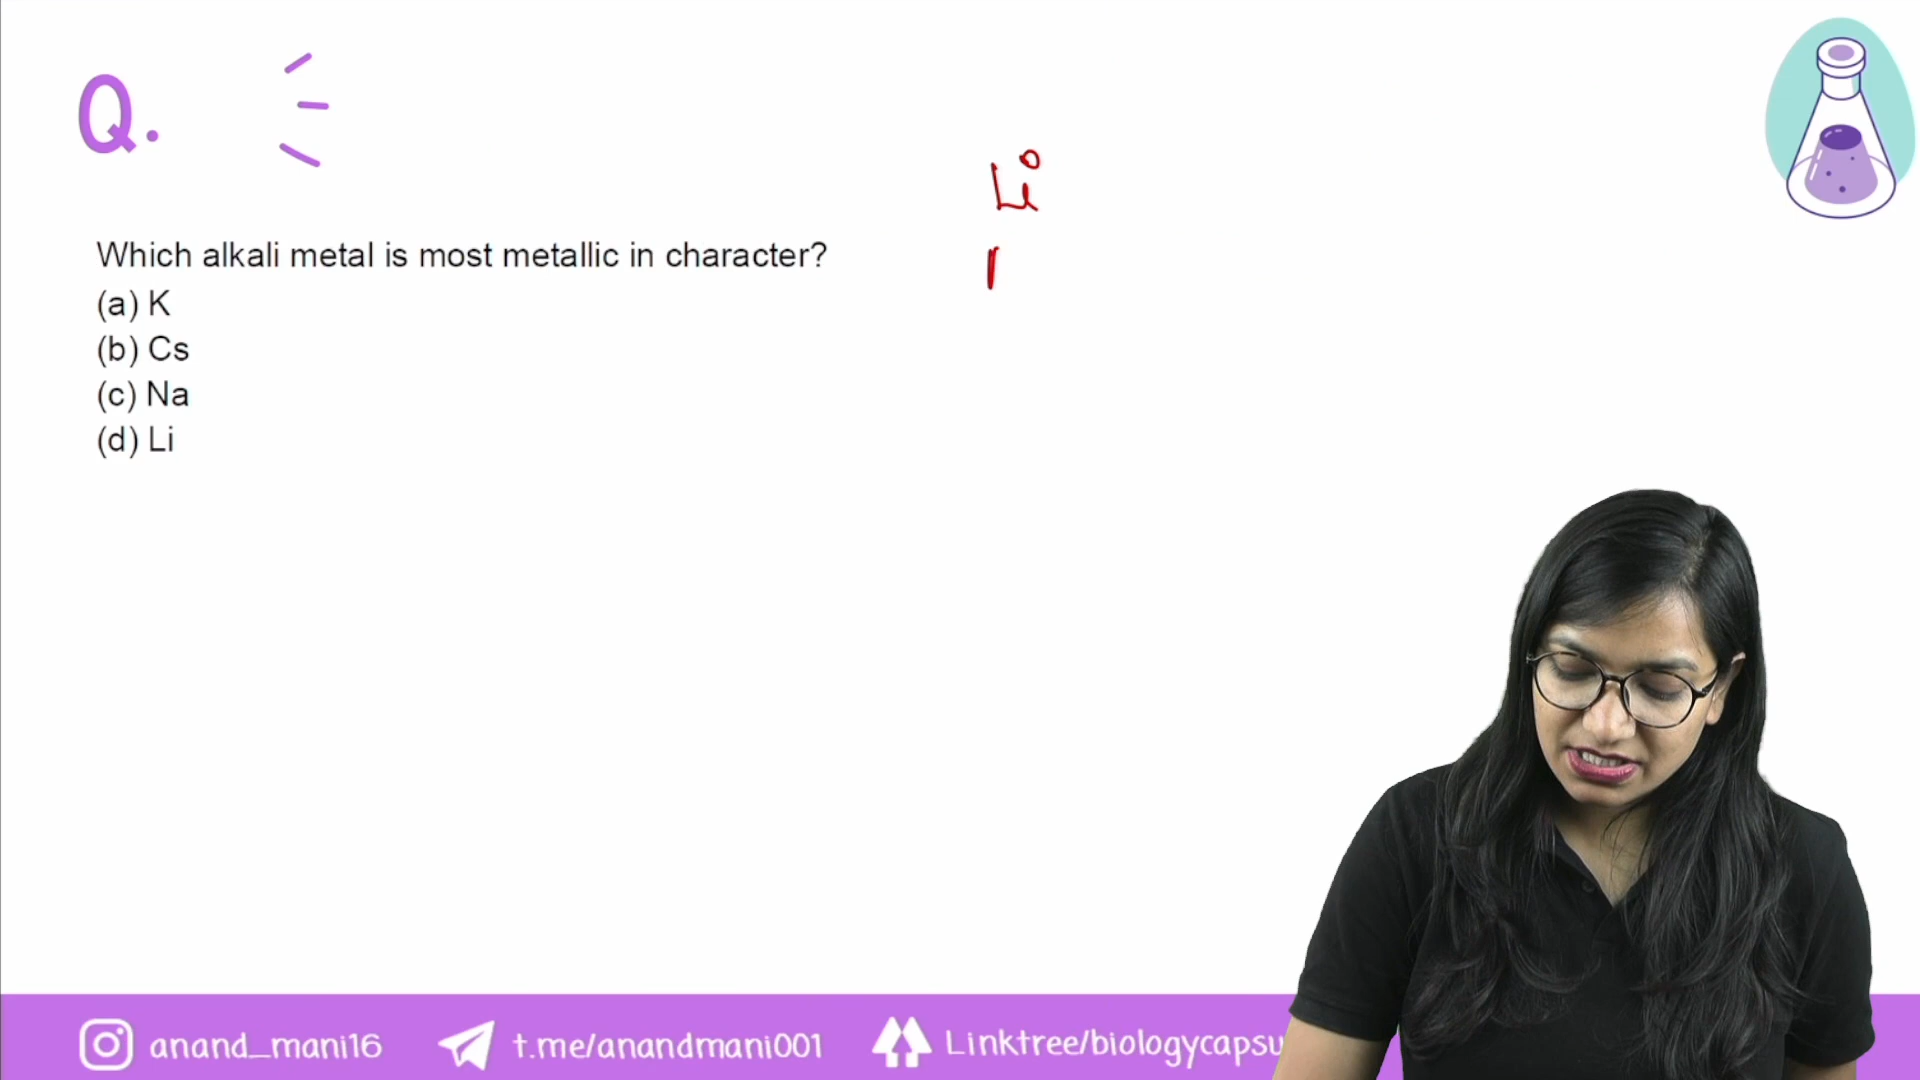 Q.
Li
Which alkali metal is most metallic in character?
(a) K
(b) Cs
(c) Na
(d) Li
anand_mani16
t.me/anandmani001
Linktree/biologycapsu